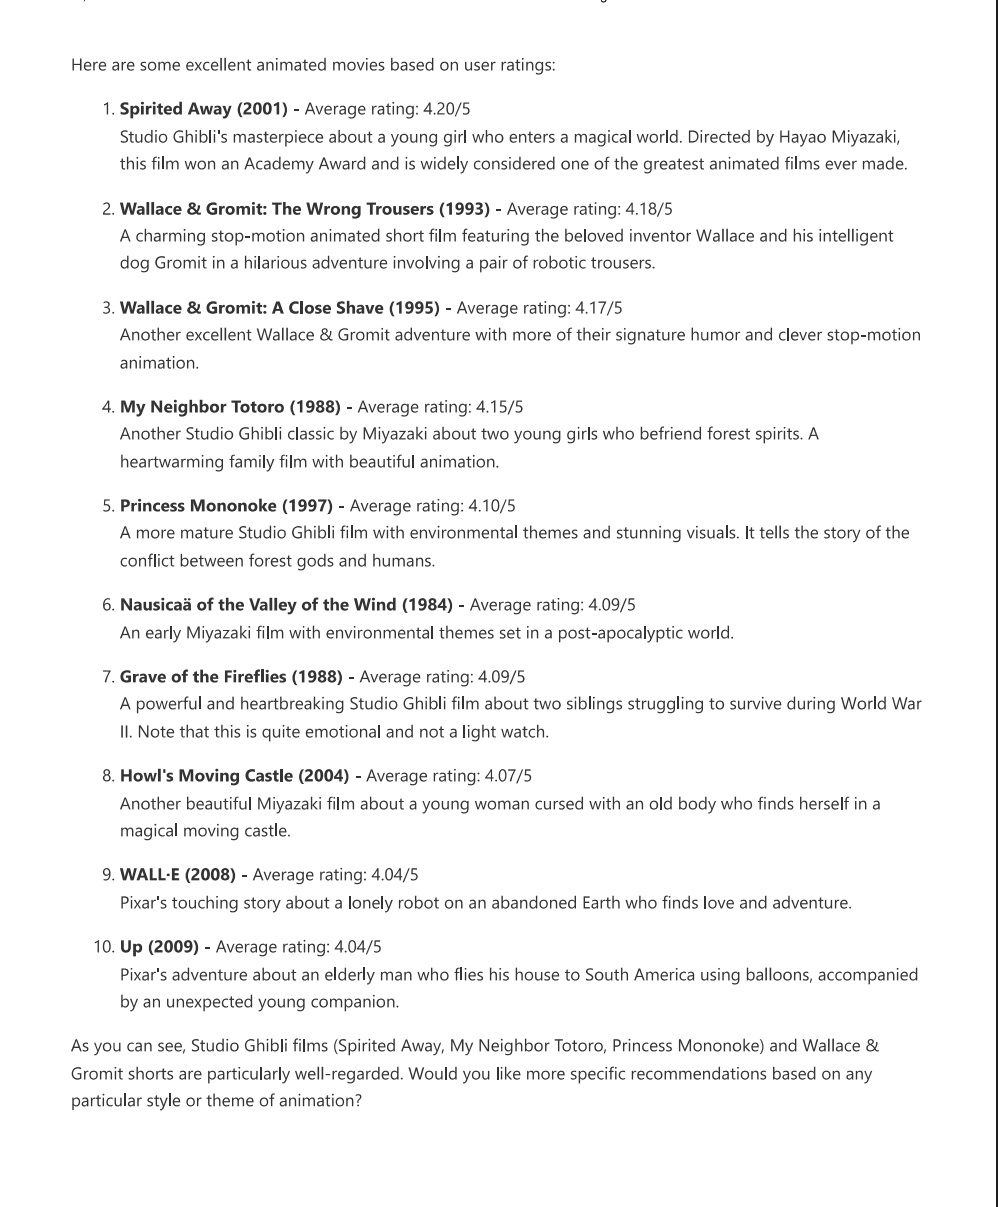 Here are some excellent animated movies based on user ratings:
1. Spirited Away (2001) - Average rating: 4.20/5
Studio Ghibli's masterpiece about a young girl who enters a magical world. Directed by Hayao Miyazaki,
this film won an Academy Award and is widely considered one of the greatest animated films ever made.
2. Wallace & Gromit: The Wrong Trousers (1993) - Average rating: 4.18/5
A charming stop-motion animated short film featuring the beloved inventor Wallace and his intelligent
dog Gromit in a hilarious adventure involving a pair of robotic trousers.
3. Wallace & Gromit: A Close Shave (1995) - Average rating: 4.17/5
Another excellent Wallace & Gromit adventure with more of their signature humor and clever stop-motion
animation.
4. My Neighbor Totoro (1988) - Average rating: 4.15/5
Another Studio Ghibli classic by Miyazaki about two young girls who befriend forest spirits. A
heartwarming family film with beautiful animation.
5. Princess Mononoke (1997) - Average rating: 4.10/5
A more mature Studio Ghibli film with environmental themes and stunning visuals. It tells the story of the
conflict between forest gods and humans.
6. Nausicaä of the Valley of the Wind (1984) - Average rating: 4.09/5
An early Miyazaki film with environmental themes set in a post-apocalyptic world.
7. Grave of the Fireflies (1988) - Average rating: 4.09/5
A powerful and heartbreaking Studio Ghibli film about two siblings struggling to survive during World War
II. Note that this is quite emotional and not a light watch.
8. Howl's Moving Castle (2004) - Average rating: 4.07/5
Another beautiful Miyazaki film about a young woman cursed with an old body who finds herself in a
magical moving castle.
9. WALL·E (2008) - Average rating: 4.04/5
Pixar's touching story about a lonely robot on an abandoned Earth who finds love and adventure.
10. Up (2009) - Average rating: 4.04/5
Pixar's adventure about an elderly man who flies his house to South America using balloons, accompanied
by an unexpected young companion.
As you can see, Studio Ghibli films (Spirited Away, My Neighbor Totoro, Princess Mononoke) and Wallace &
Gromit shorts are particularly well-regarded. Would you like more specific recommendations based on any
particular style or theme of animation?